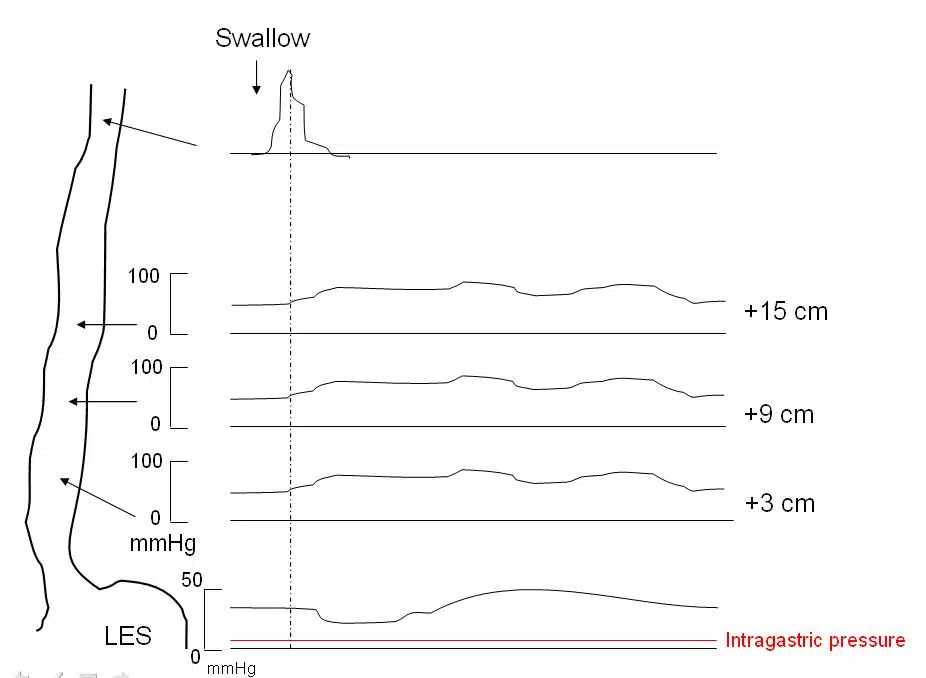 Swallow
100
0
+15 cm
100
0
+9 cm
100
0
+3 cm
mmHg
50
LES
Intragastric pressure
0
mmHg